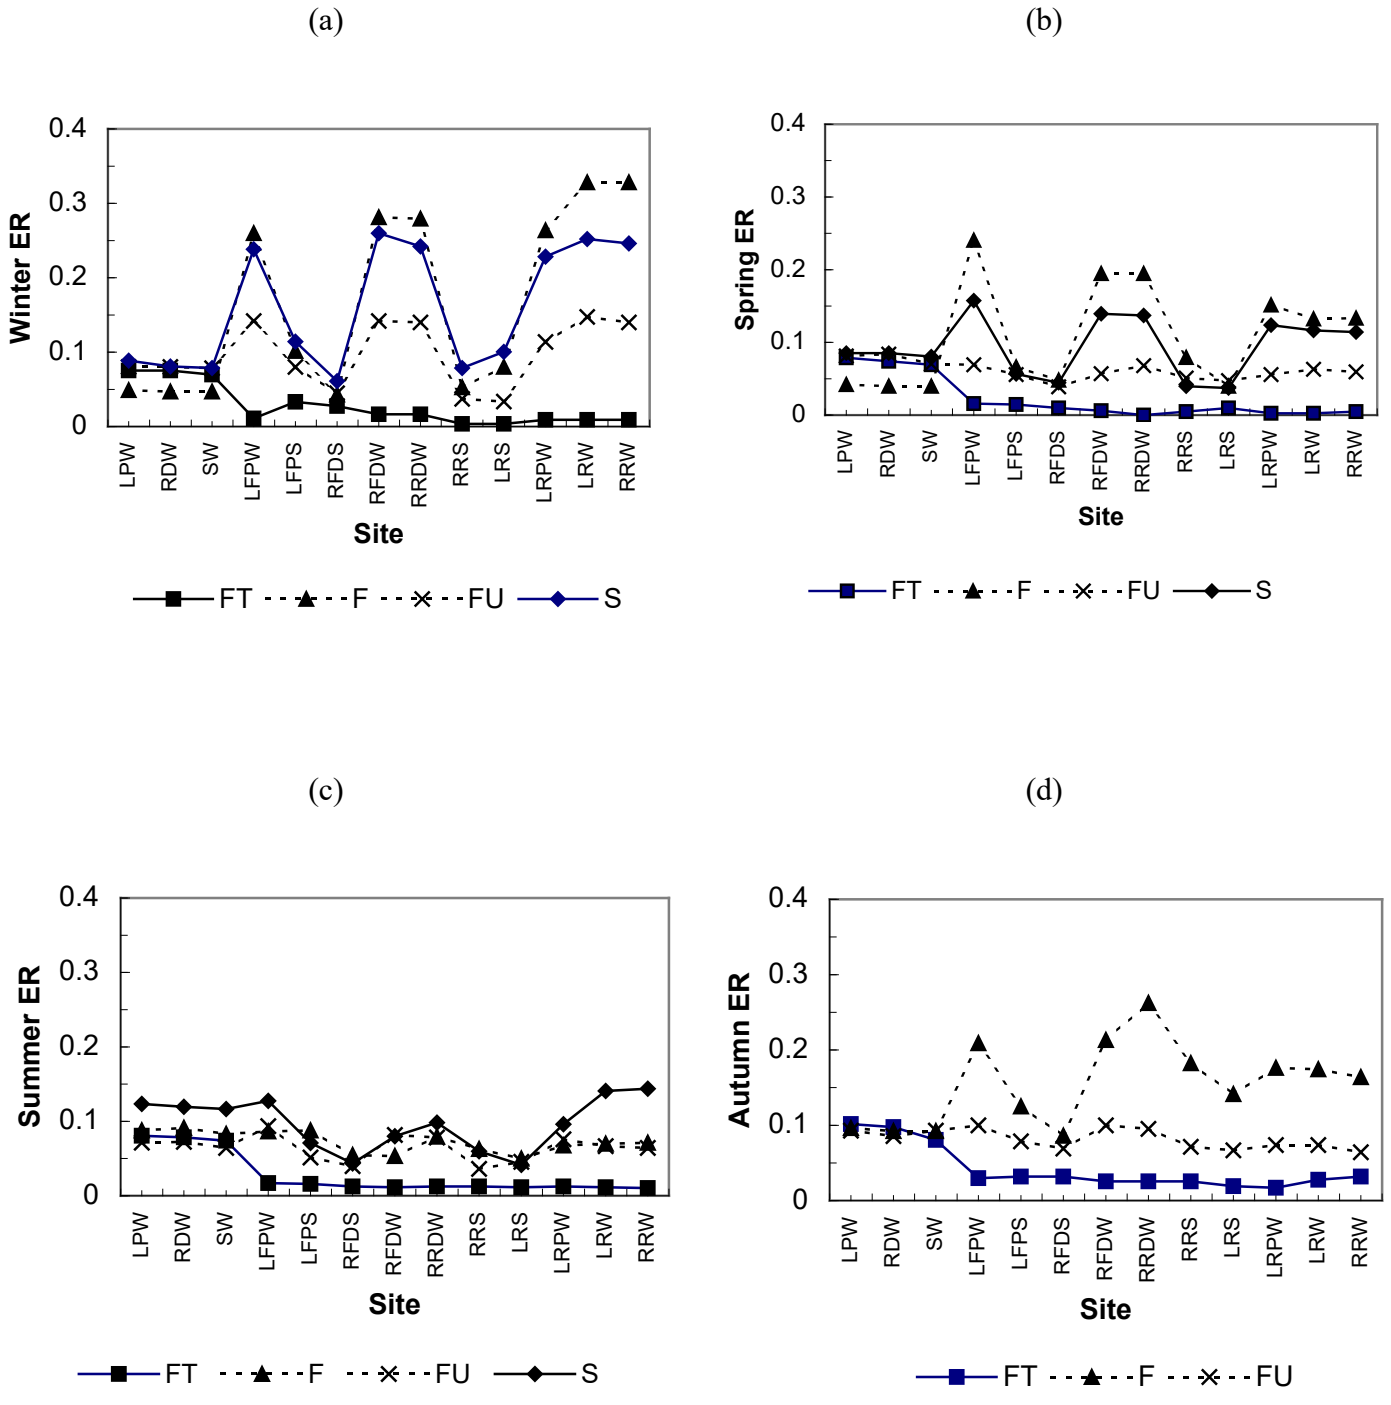 (a)
Winter ER
0.4
0.3
0.2
0.1
0
LPW RDW SW LFPW LFPS RFDS RFDW RRDW RRS LRS LRPW LRW RRW
Site
FT F FU S
(b)
Spring ER
0.4
0.3
0.2
0.1
0
LPW RDW SW LFPW LFPS RFDS RFDW RRDW RRS LRS LRPW LRW RRW
Site
FT F FU S
(c)
Summer ER
0.4
0.3
0.2
0.1
0
LPW RDW SW LFPW LFPS RFDS RFDW RRDW RRS LRS LRPW LRW RRW
Site
FT F FU S
(d)
Autumn ER
0.4
0.3
0.2
0.1
0
LPW RDW SW LFPW LFPS RFDS RFDW RRDW RRS LRS LRPW LRW RRW
Site
FT F FU